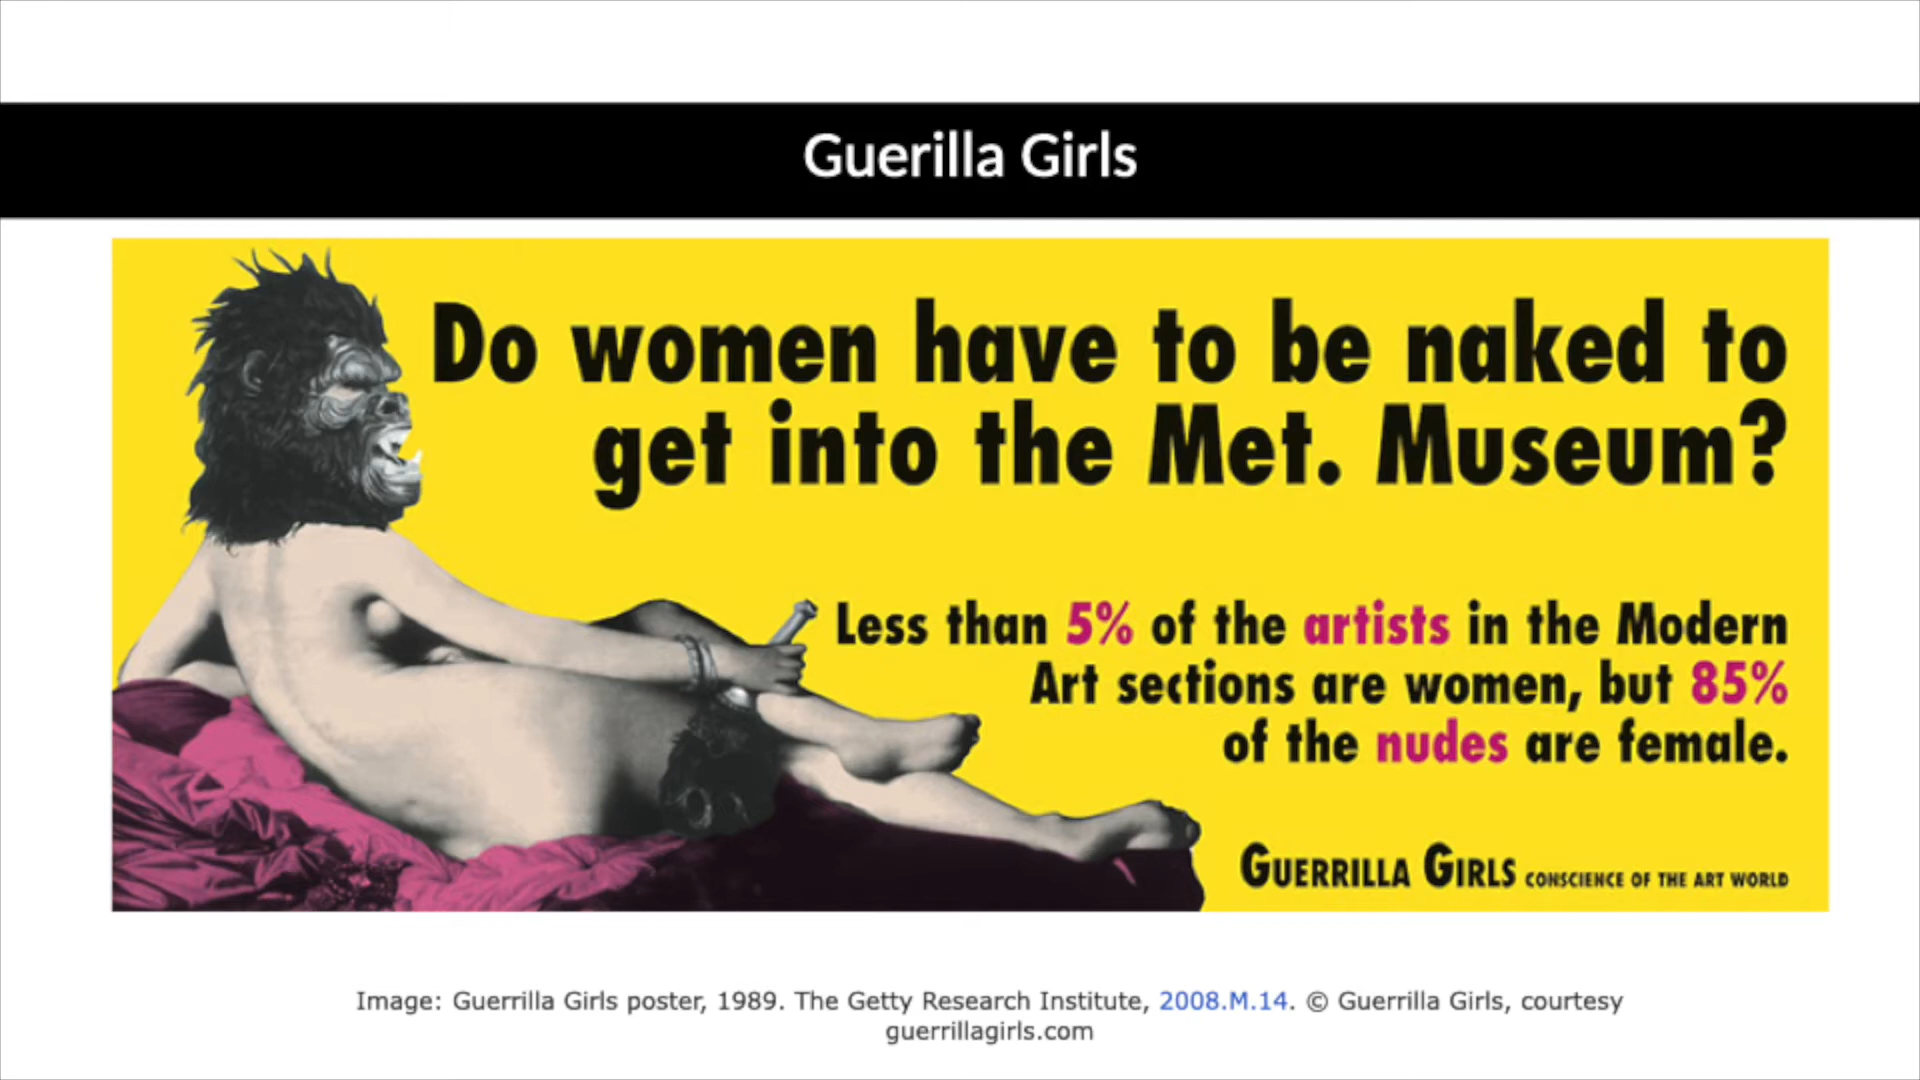 Guerilla Girls
Do women have to be naked to
get into the Met. Museum?
Less than 5% of the artists in the Modern
Art sections are women, but 85%
of the nudes are female.
GUERRILLA GIRLS CONSCIENCE OF THE ART WORLD
Image: Guerrilla Girls poster, 1989. The Getty Research Institute, 2008.M.14. © Guerrilla Girls, courtesy
guerrillagirls.com